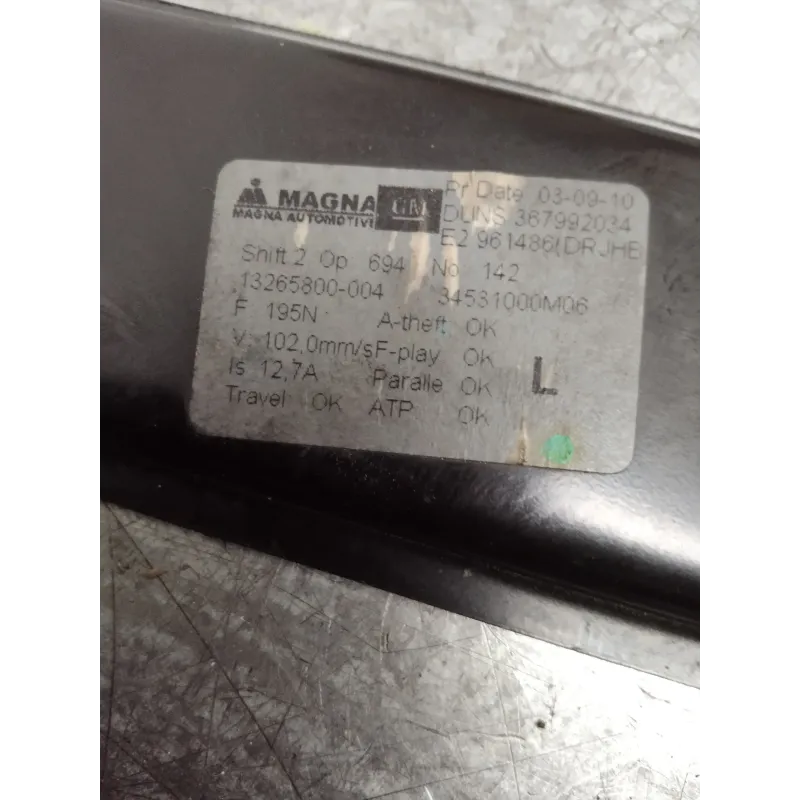 MAGNA GM Pr Date 03-09-10
MAGNA AUTOMOTIVE DUNS 367992034
E2 961486(DRJHE
Shift 2 Op 694 No 142
13265800-004 34531000M06
F 195N A-theft OK
v 102,0mm/s F-play OK
Is 12,7A Paralle OK L
Travel OK ATP OK